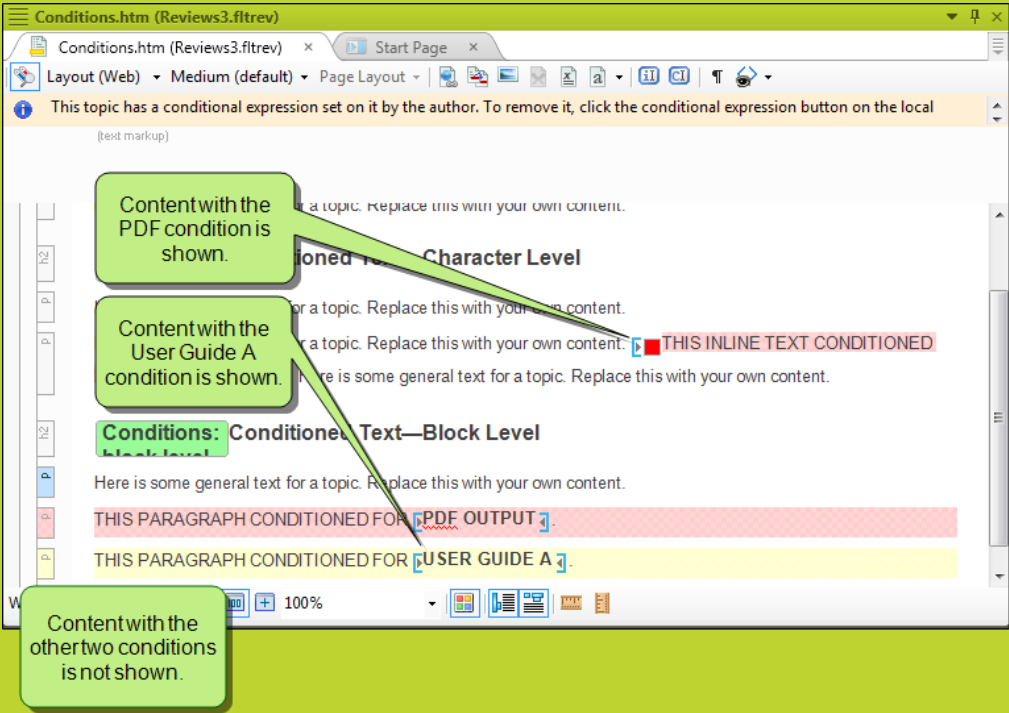 Conditions.htm (Reviews3.fltrev)
Conditions.htm (Reviews3.fltrev) × Start Page ×
Layout (Web) Medium (default) Page Layout
This topic has a conditional expression set on it by the author. To remove it, click the conditional expression button on the local
(text markup)
Content with the
PDF condition is
shown.
a topic. Replace this with your own content.
h2
Character Level
p
for a topic. Replace this with your own content.
Content with the
User Guide A
condition is shown.
p
for a topic. Replace this with your own content. THIS INLINE TEXT CONDITIONED
Here is some general text for a topic. Replace this with your own content.
h2
Conditions: Conditioned Text—Block Level
block level
p
Here is some general text for a topic. Replace this with your own content.
p
THIS PARAGRAPH CONDITIONED FOR PDF OUTPUT .
p
THIS PARAGRAPH CONDITIONED FOR USER GUIDE A .
W
100%
Content with the
other two conditions
is not shown.